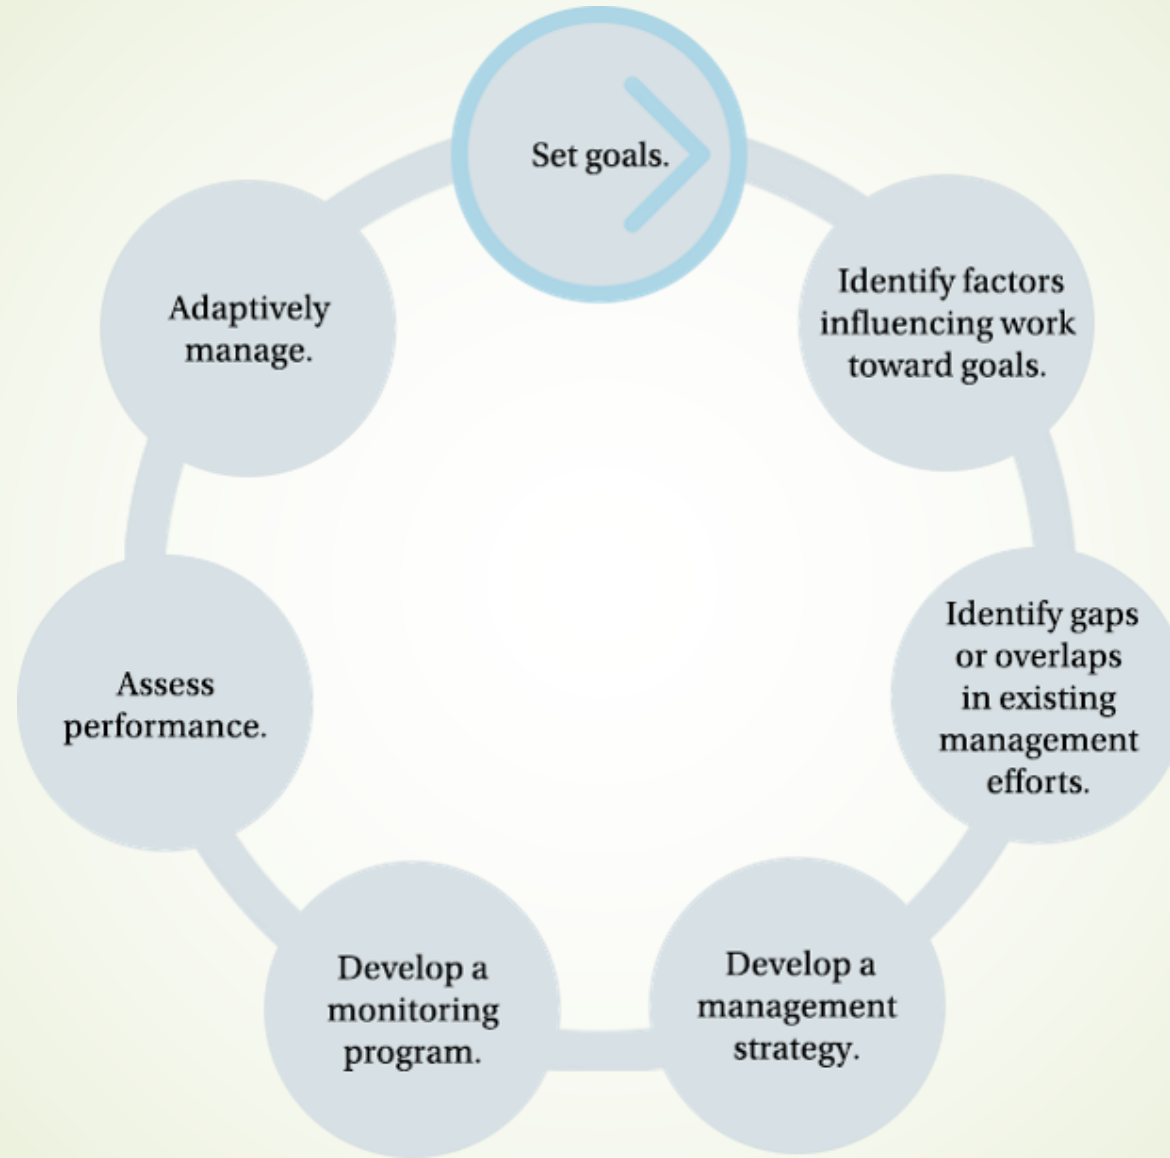 Set goals.
Identify factors
influencing work
toward goals.
Identify gaps
or overlaps
in existing
management
efforts.
Develop a
management
strategy.
Develop a
monitoring
program.
Assess
performance.
Adaptively
manage.